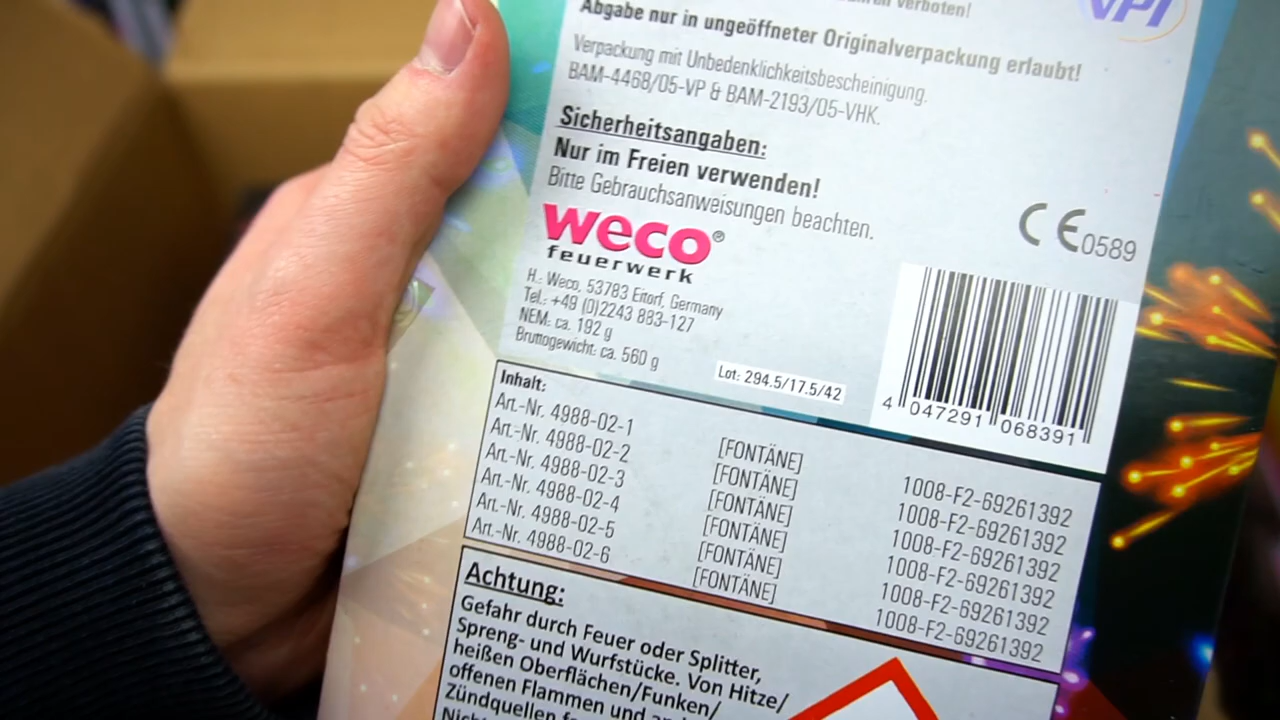 verboten!
VPI
Abgabe nur in ungeöffneter Originalverpackung erlaubt!
Verpackung mit Unbedenklichkeitsbescheinigung.
BAM-4468/05-VP & BAM-2193/05-VHK.
Sicherheitsangaben:
Nur im Freien verwenden!
Bitte Gebrauchsanweisungen beachten.
CE0589
weco®
feuerwerk
H.: Weco, 53783 Eitorf, Germany
Tel.: +49 (0)2243 883-127
NEM: ca. 192 g
Bruttogewicht: ca. 560 g
Lot: 294.5/17.5/42
4 047291 068391
Inhalt:
Art.-Nr. 4988-02-1 [FONTÄNE] 1008-F2-69261392
Art.-Nr. 4988-02-2 [FONTÄNE] 1008-F2-69261392
Art.-Nr. 4988-02-3 [FONTÄNE] 1008-F2-69261392
Art.-Nr. 4988-02-4 [FONTÄNE] 1008-F2-69261392
Art.-Nr. 4988-02-5 [FONTÄNE] 1008-F2-69261392
Art.-Nr. 4988-02-6 [FONTÄNE] 1008-F2-69261392
Achtung:
Gefahr durch Feuer oder Splitter,
Spreng- und Wurfstücke. Von Hitze/
heißen Oberflächen/Funken/
offenen Flammen und
Zündquellen